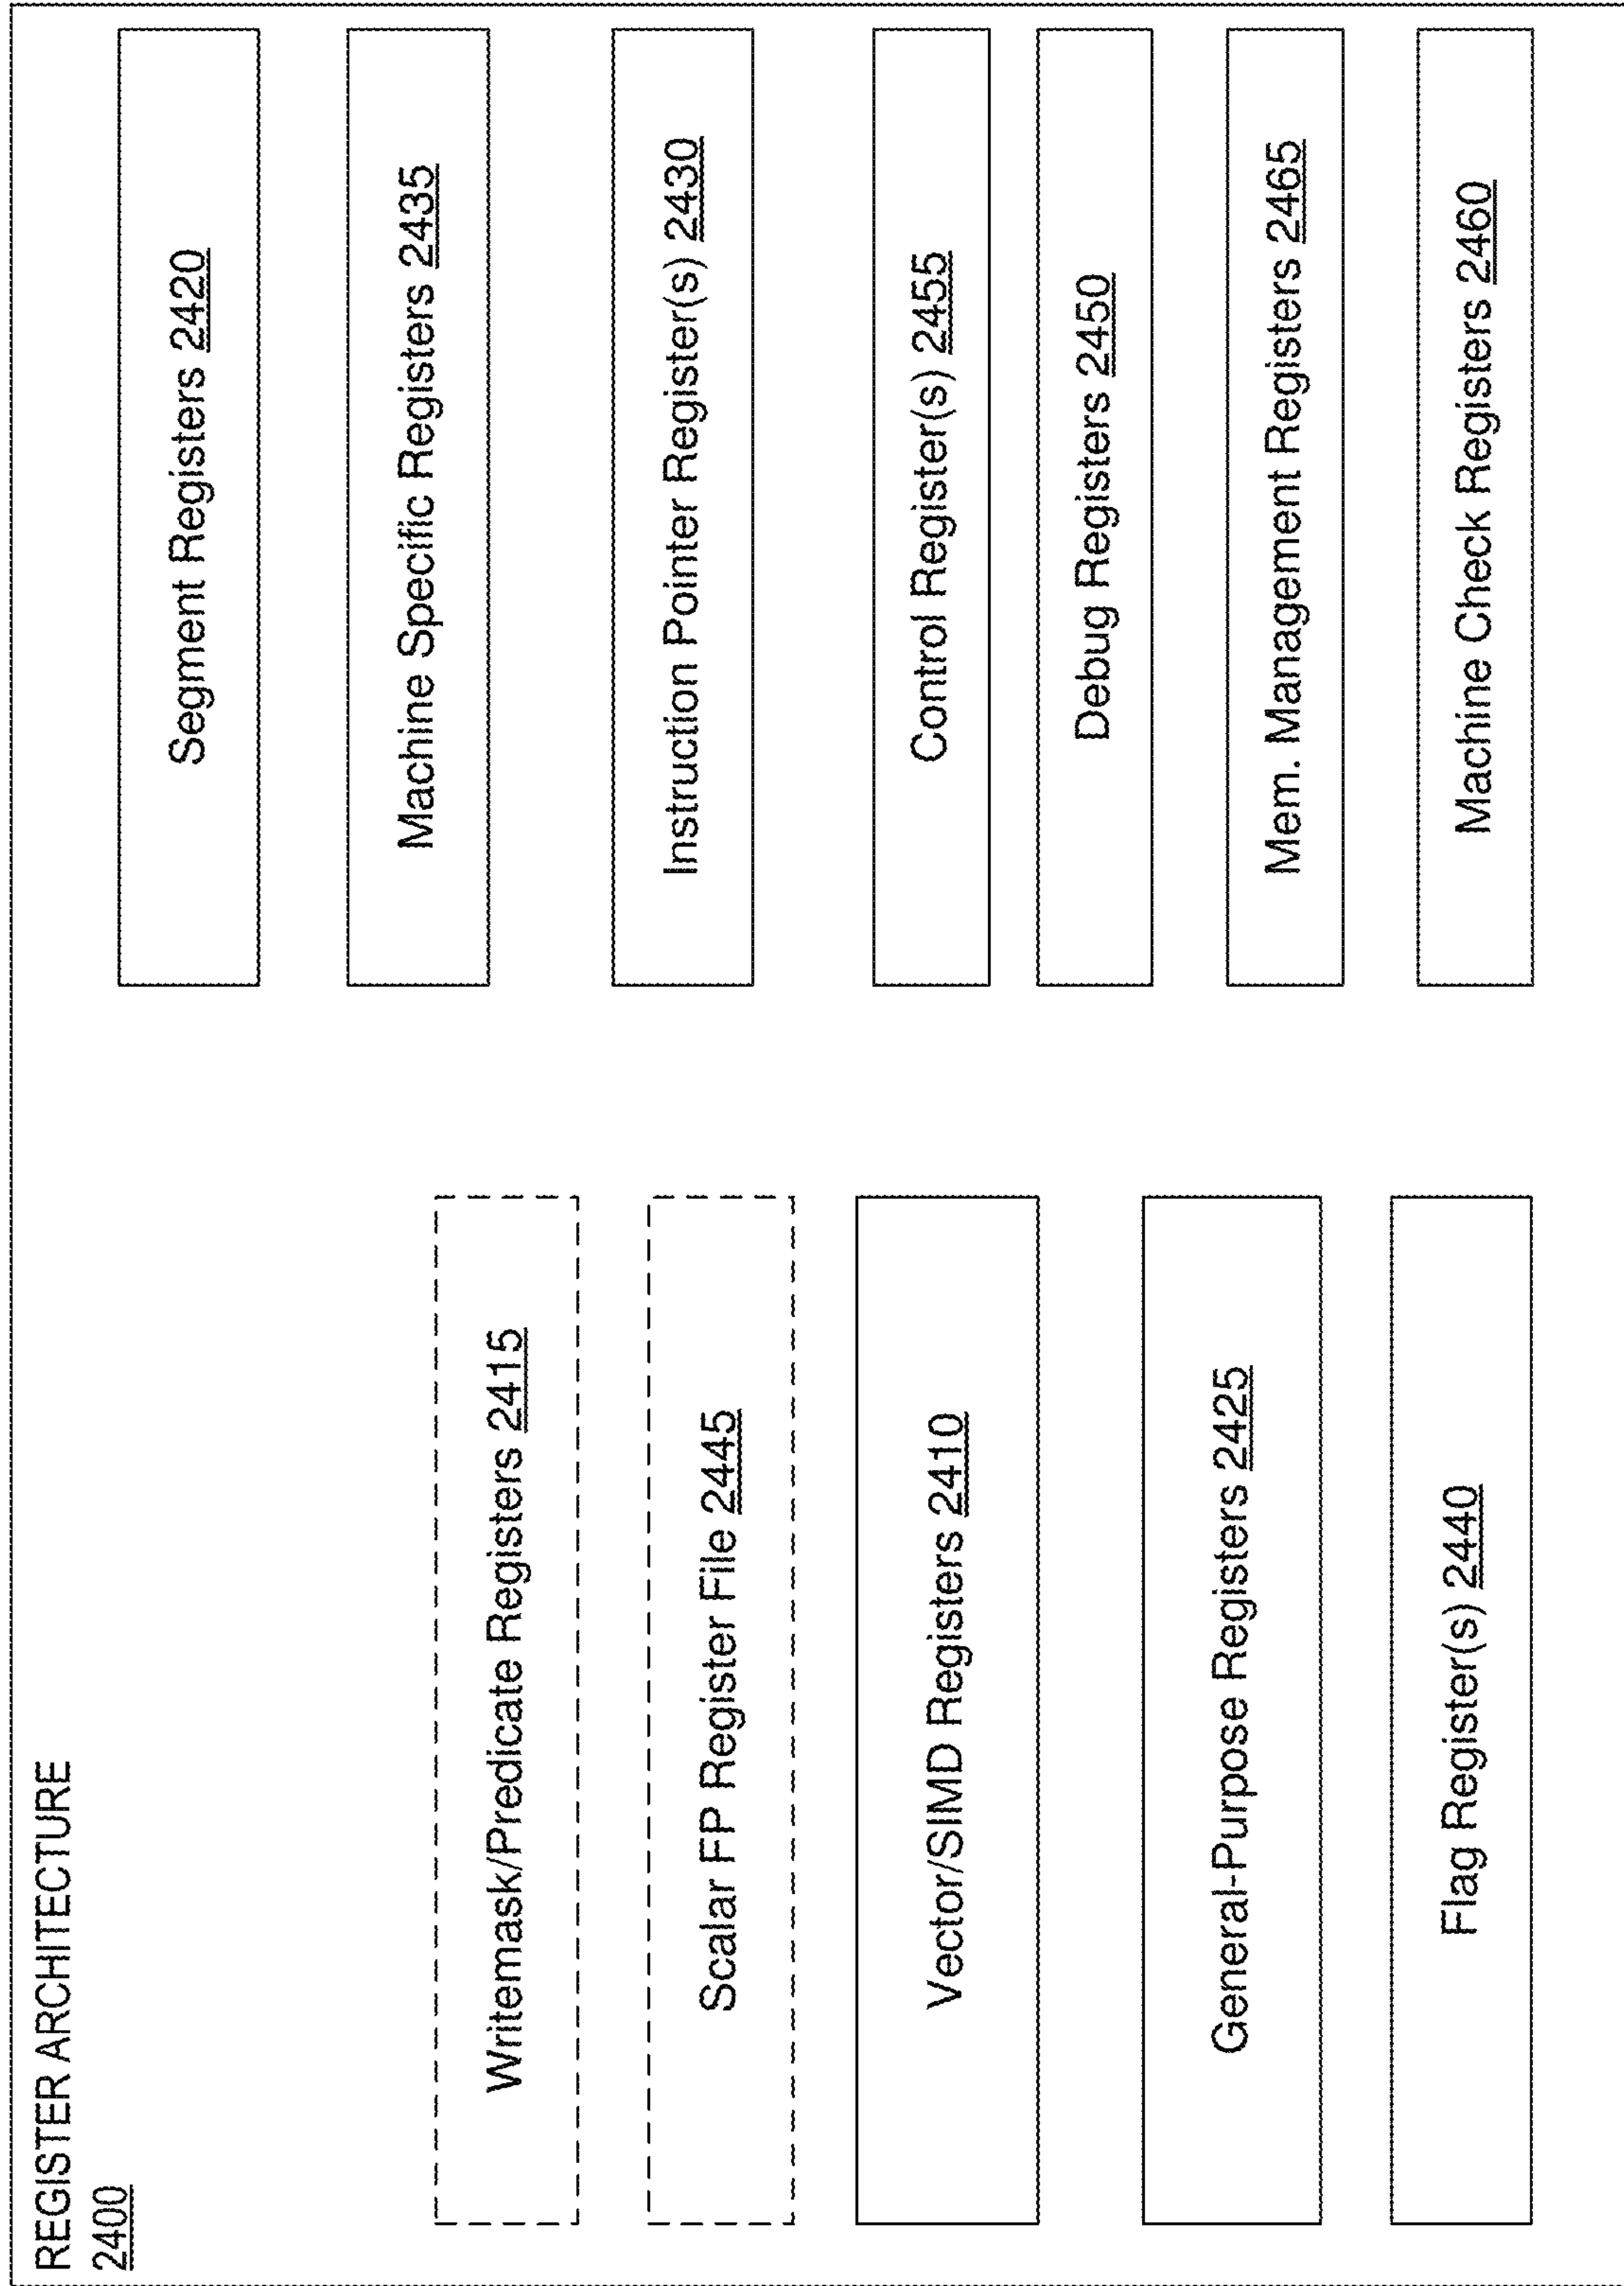 REGISTER ARCHITECTURE
2400
Writemask/Predicate Registers 2415
Scalar FP Register File 2445
Vector/SIMD Registers 2410
General-Purpose Registers 2425
Flag Register(s) 2440
Segment Registers 2420
Machine Specific Registers 2435
Instruction Pointer Register(s) 2430
Control Register(s) 2455
Debug Registers 2450
Mem. Management Registers 2465
Machine Check Registers 2460